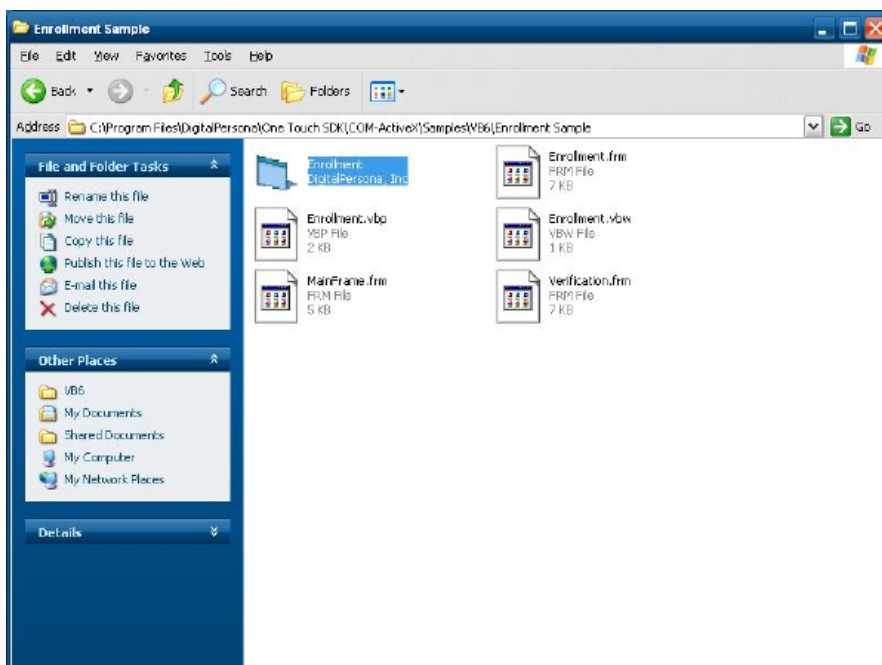 Enrollment Sample
File Edit View Favorites Tools Help
Back Search Folders
Address C:\Program Files\DigitalPersona\One Touch SDK\COM-ActiveX\Samples\VB6\Enrollment Sample Go
File and Folder Tasks
Rename this file
Move this file
Copy this file
Publish this file to the Web
E-mail this file
Delete this file
Other Places
VB6
My Documents
Shared Documents
My Computer
My Network Places
Details
Enrollment
DigitalPersona, Inc
Enrollment.frm
FRM File
7 KB
Enrollment.vbp
VBP File
2 KB
Enrollment.vbw
VBW File
1 KB
MainFrame.frm
FRM File
5 KB
Verification.frm
FRM File
7 KB